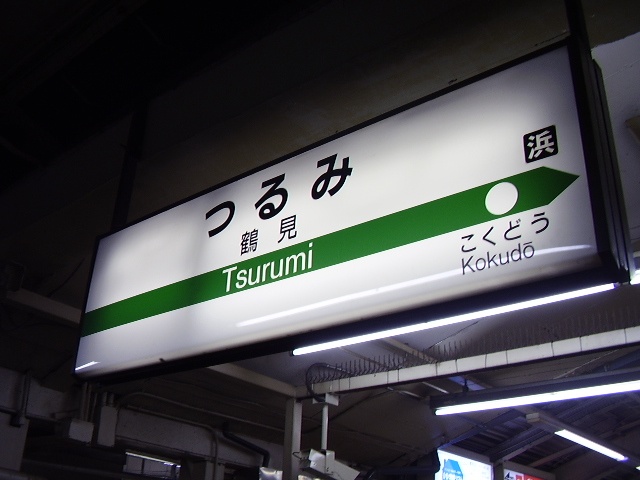 浜
つるみ
鶴見
Tsurumi
こくどう
Kokudō